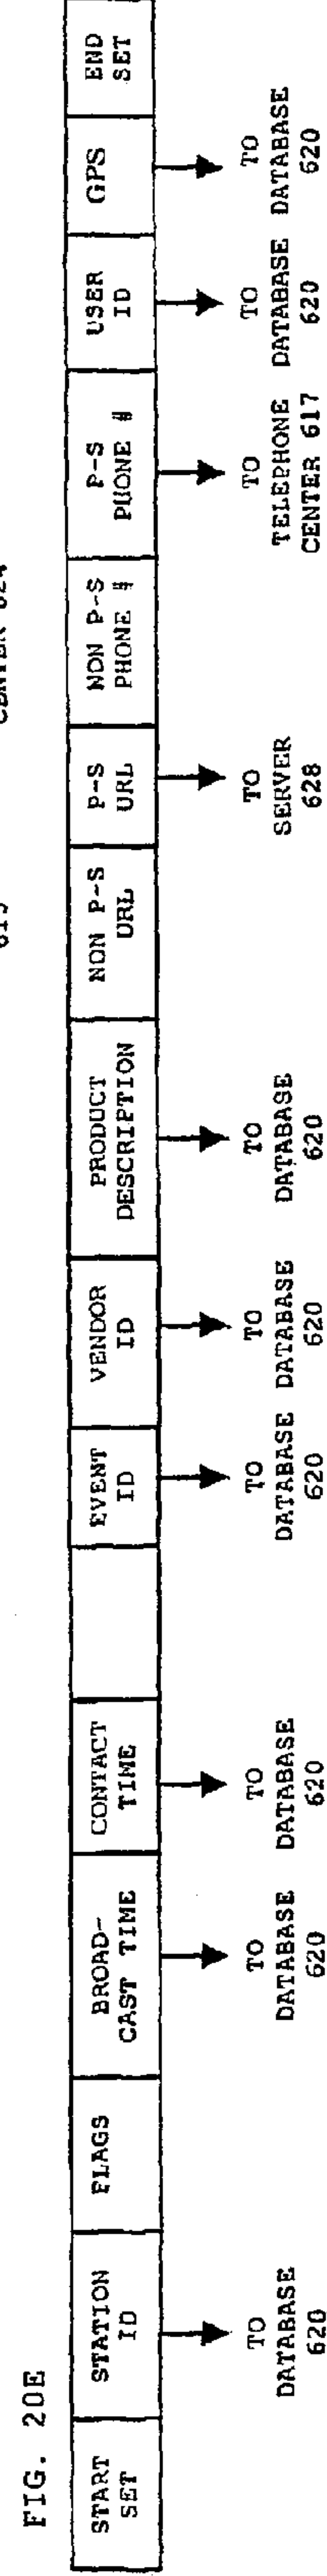 619
CENTER 624
FIG. 20E
START
SET
STATION
ID
FLAGS
BROAD-
CAST TIME
CONTACT
TIME
EVENT
ID
VENDOR
ID
PRODUCT
DESCRIPTION
NON P-S
URL
P-S
URL
NON P-S
PHONE #
P-S
PHONE #
USER
ID
GPS
END
SET
TO
DATABASE
620
TO
DATABASE
620
TO
DATABASE
620
TO
DATABASE
620
TO
DATABASE
620
TO
DATABASE
620
TO
SERVER
628
TO
TELEPHONE
CENTER 617
TO
DATABASE
620
TO
DATABASE
620